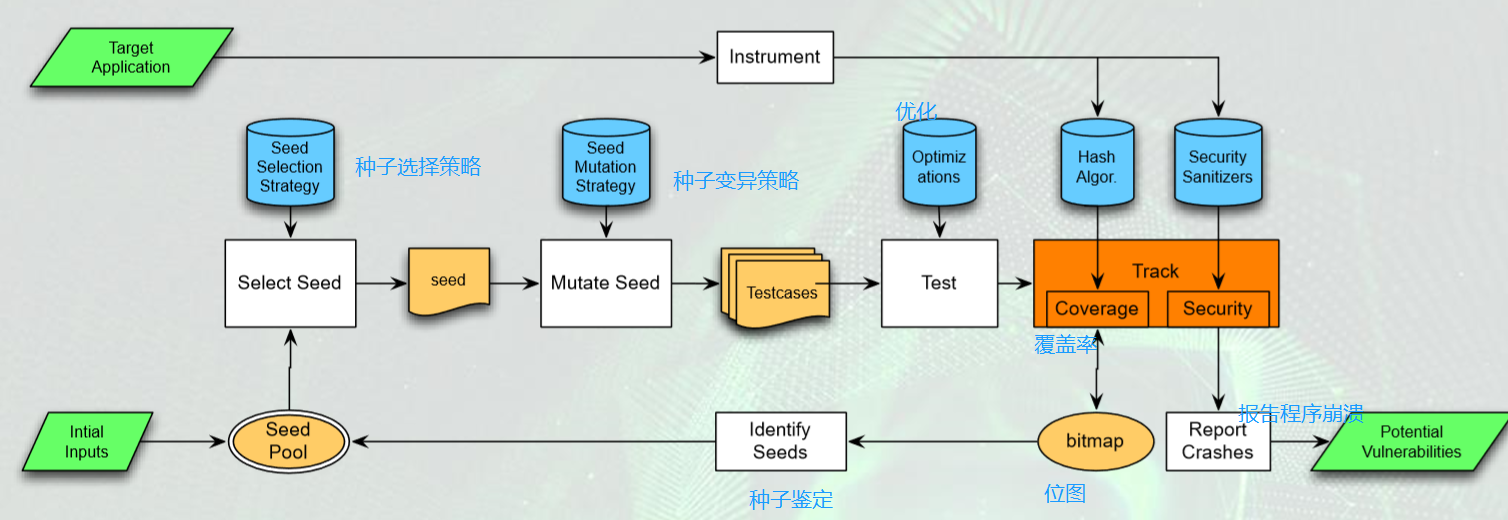 Target
Application
Instrument
优化
Seed
Selection
Strategy
种子选择策略
Seed
Mutation
Strategy
种子变异策略
Optimiz
ations
Hash
Algor.
Security
Sanitizers
Select Seed
seed
Mutate Seed
Testcases
Test
Track
Coverage
Security
覆盖率
Intial
Inputs
Seed
Pool
Identify
Seeds
bitmap
Report
Crashes
报告程序崩溃
Potential
Vulnerabilities
种子鉴定
位图